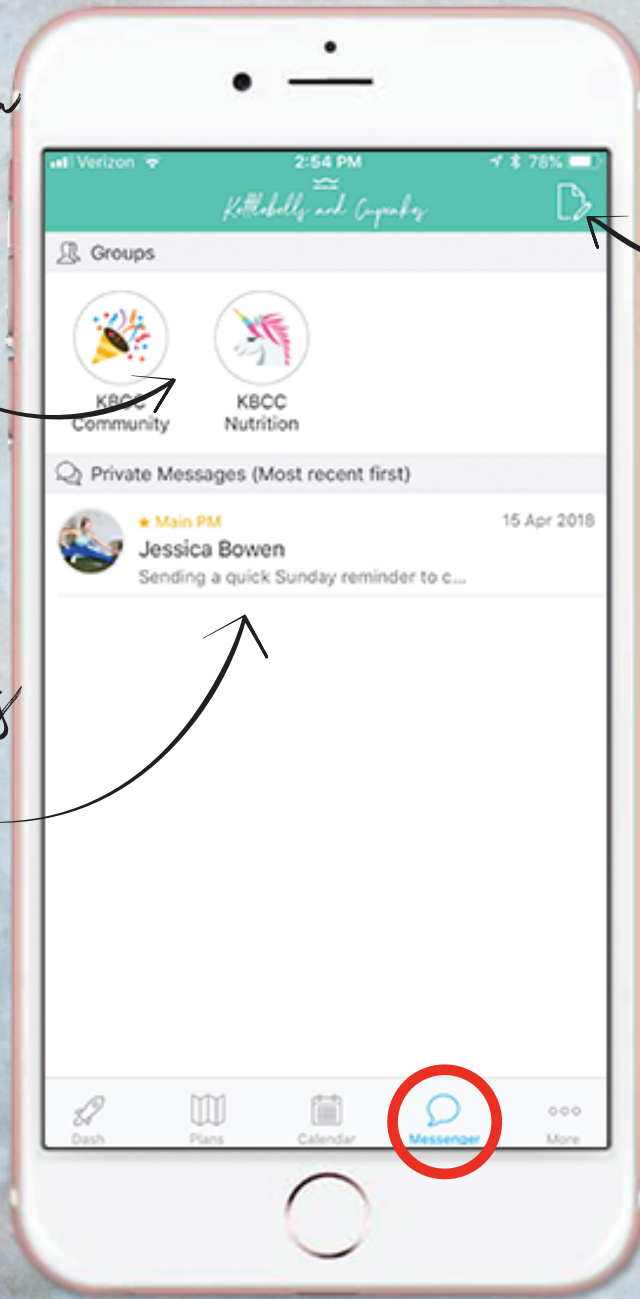 Verizon 2:54 PM 78%
Kettlebells and Cupcakes
Groups
KBCC
Community
KBCC
Nutrition
Private Messages (Most recent first)
★ Main PM 15 Apr 2018
Jessica Bowen
Sending a quick Sunday reminder to c...
Dash Plans Calendar Messenger More